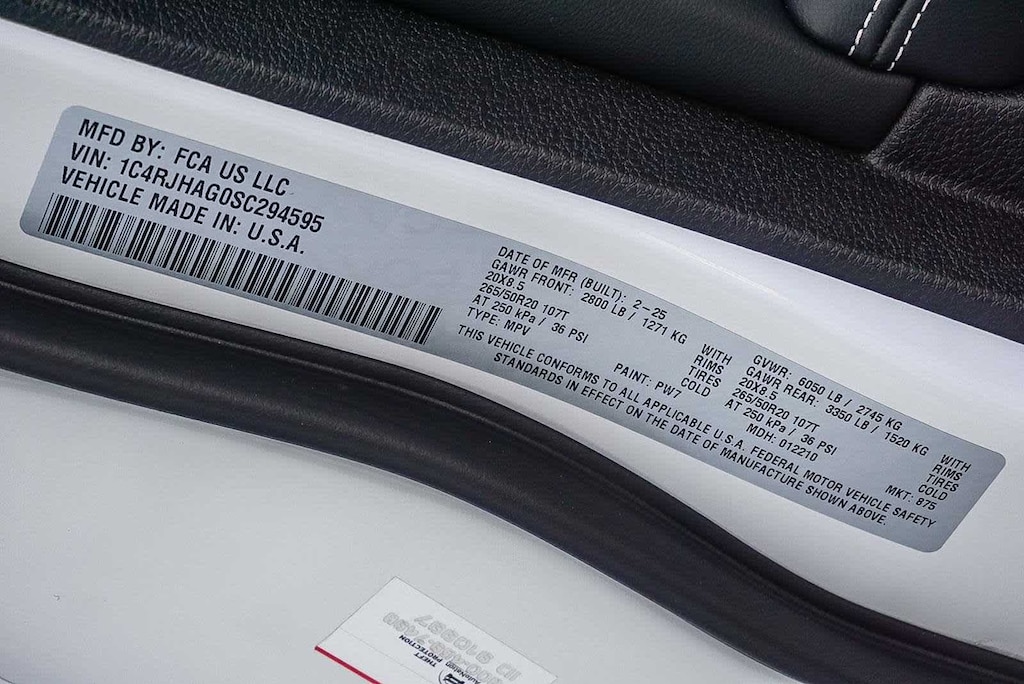 MFD BY: FCA US LLC
VIN: 1C4RJHAG0SC294595
VEHICLE MADE IN: U.S.A.
DATE OF MFR (BUILT): 2-25
GAWR FRONT: 2800 LB / 1271 KG WITH
20X8.5 RIMS
265/50R20 107T TIRES
AT 250 kPa / 36 PSI COLD
TYPE: MPV PAINT: PW7
GVWR: 6050 LB / 2745 KG
GAWR REAR: 3350 LB / 1520 KG WITH
20X8.5 RIMS
265/50R20 107T TIRES
AT 250 kPa / 36 PSI COLD
MDH: 012210 MKT: 875
THIS VEHICLE CONFORMS TO ALL APPLICABLE U.S.A. FEDERAL MOTOR VEHICLE SAFETY
STANDARDS IN EFFECT ON THE DATE OF MANUFACTURE SHOWN ABOVE.
AutoNation
THEFT
PROTECTION